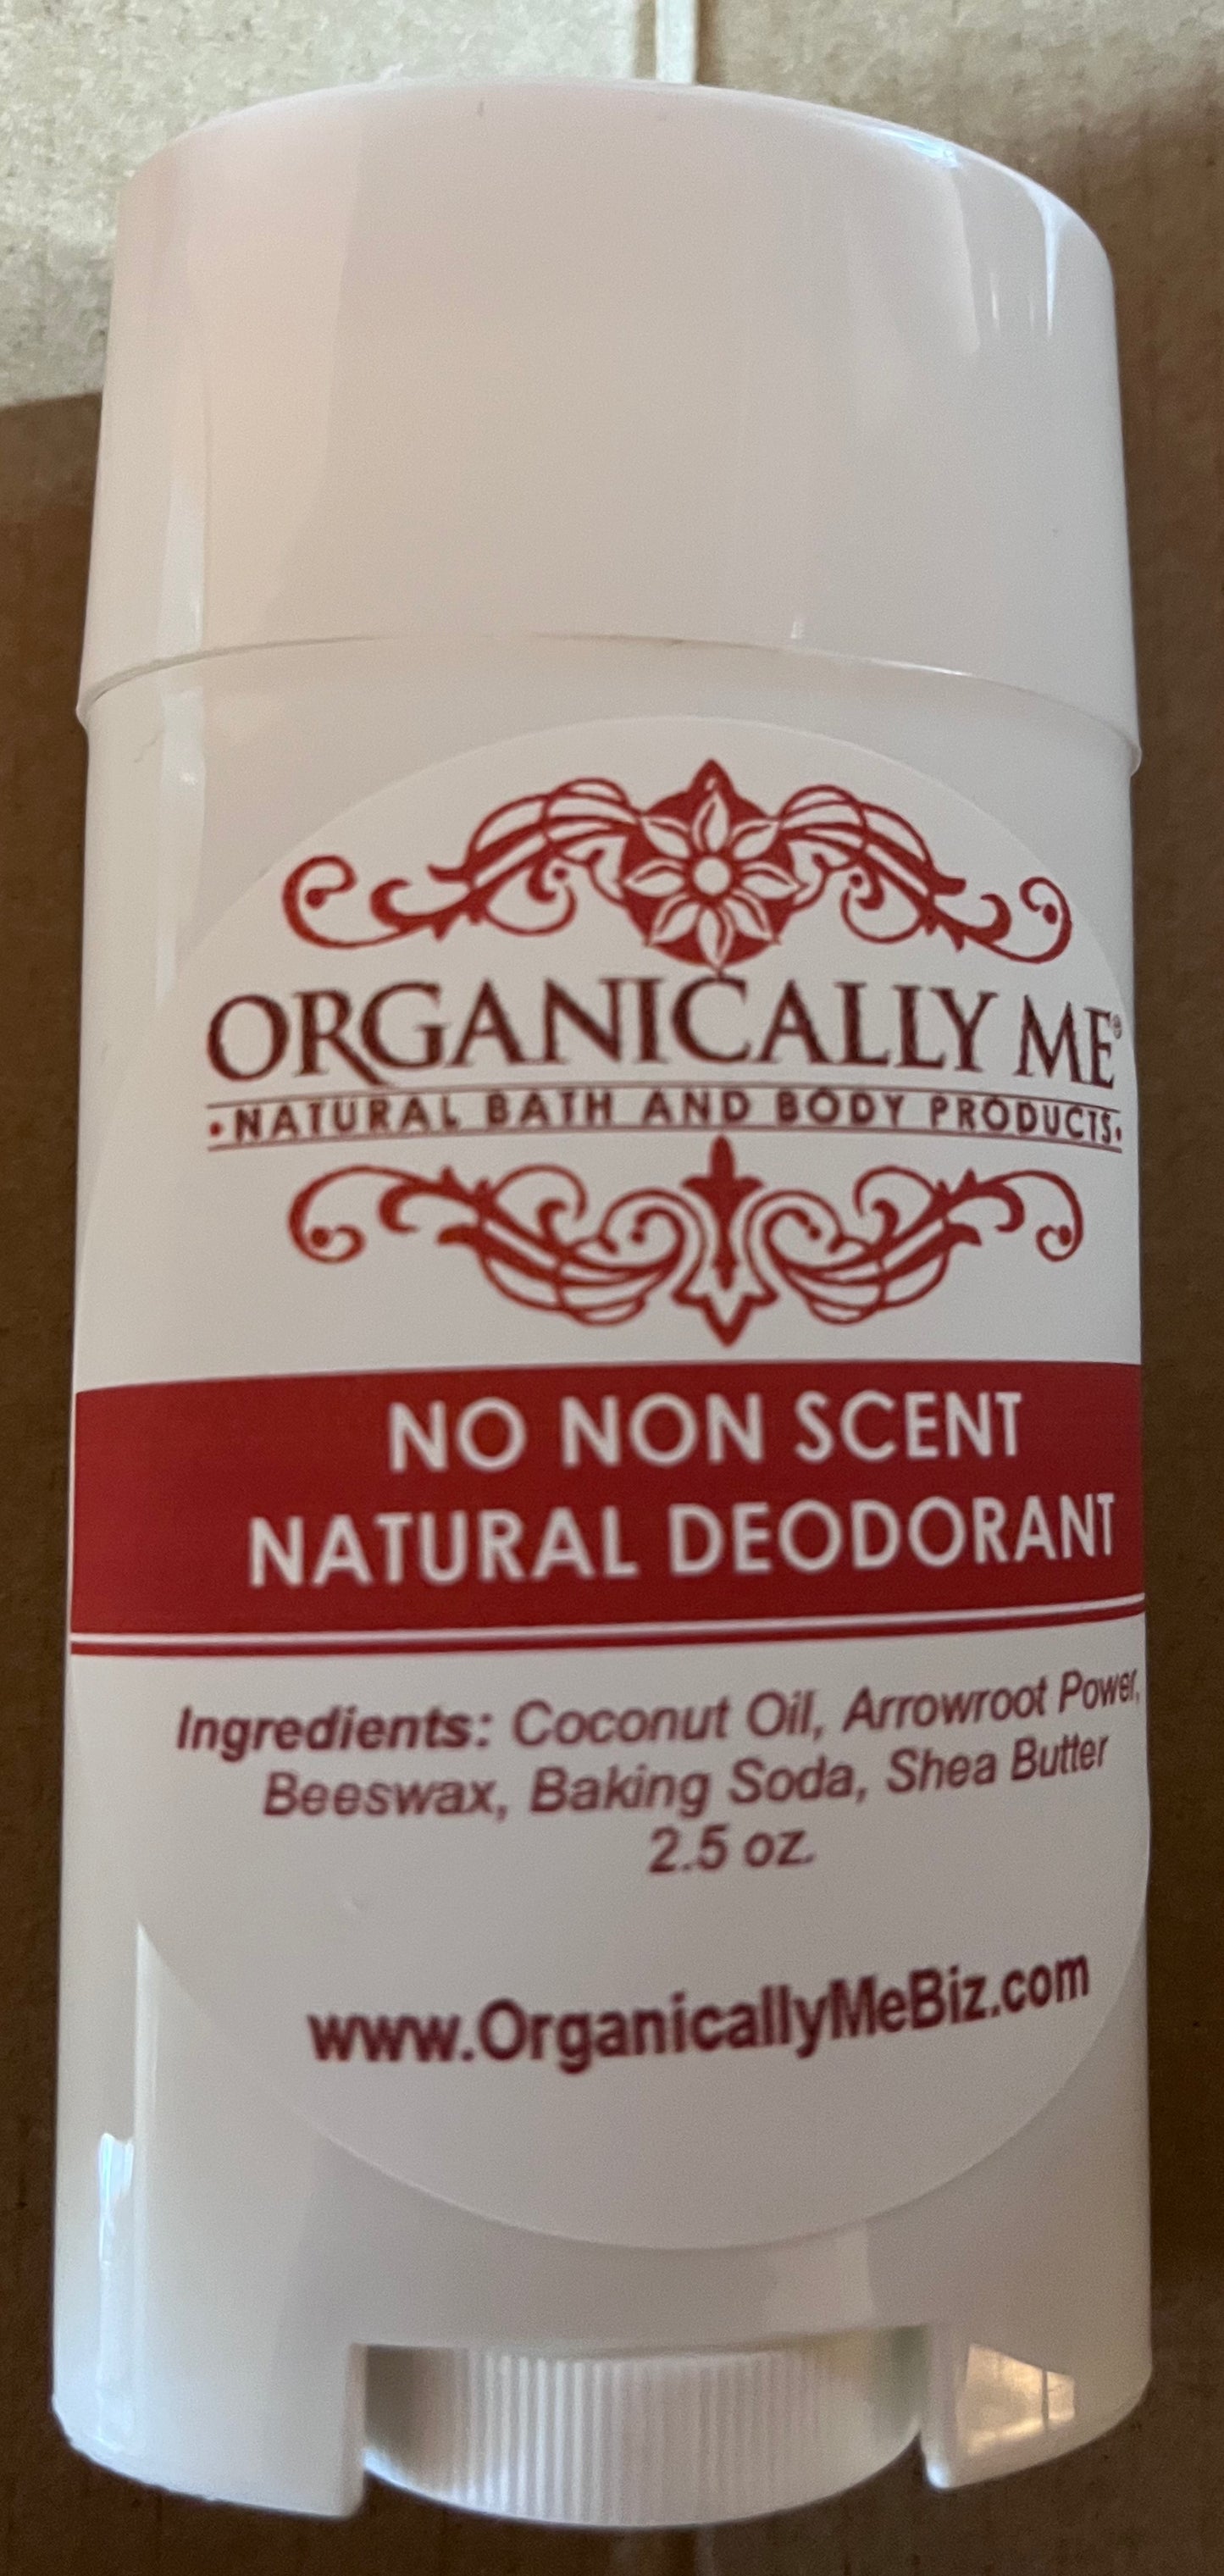 ORGANICALLY ME®
•NATURAL BATH AND BODY PRODUCTS•
NO NON SCENT
NATURAL DEODORANT
Ingredients: Coconut Oil, Arrowroot Power,
Beeswax, Baking Soda, Shea Butter
2.5 oz.
www.OrganicallyMeBiz.com